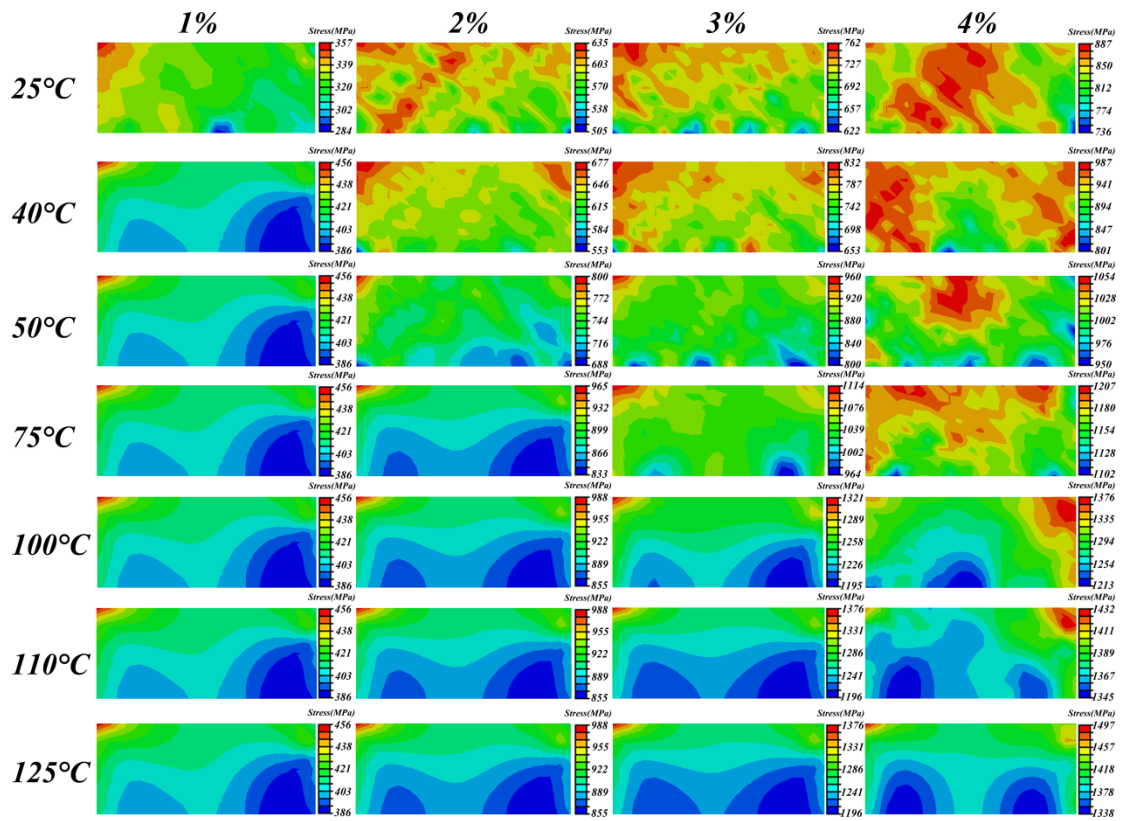 1% 2% 3% 4%
Stress(MPa) Stress(MPa) Stress(MPa) Stress(MPa)
25°C
357 339 320 302 284
635 603 570 538 505
762 727 692 657 622
887 850 812 774 736
Stress(MPa) Stress(MPa) Stress(MPa) Stress(MPa)
40°C
456 438 421 403 386
677 646 615 584 553
832 787 742 698 653
987 941 894 847 801
Stress(MPa) Stress(MPa) Stress(MPa) Stress(MPa)
50°C
456 438 421 403 386
800 772 744 716 688
960 920 880 840 800
1054 1028 1002 976 950
Stress(MPa) Stress(MPa) Stress(MPa) Stress(MPa)
75°C
456 438 421 403 386
965 932 899 866 833
1114 1076 1039 1002 964
1207 1180 1154 1128 1102
Stress(MPa) Stress(MPa) Stress(MPa) Stress(MPa)
100°C
456 438 421 403 386
988 955 922 889 855
1321 1289 1258 1226 1195
1376 1335 1294 1254 1213
Stress(MPa) Stress(MPa) Stress(MPa) Stress(MPa)
110°C
456 438 421 403 386
988 955 922 889 855
1376 1331 1286 1241 1196
1432 1411 1389 1367 1345
Stress(MPa) Stress(MPa) Stress(MPa) Stress(MPa)
125°C
456 438 421 403 386
988 955 922 889 855
1376 1331 1286 1241 1196
1497 1457 1418 1378 1338